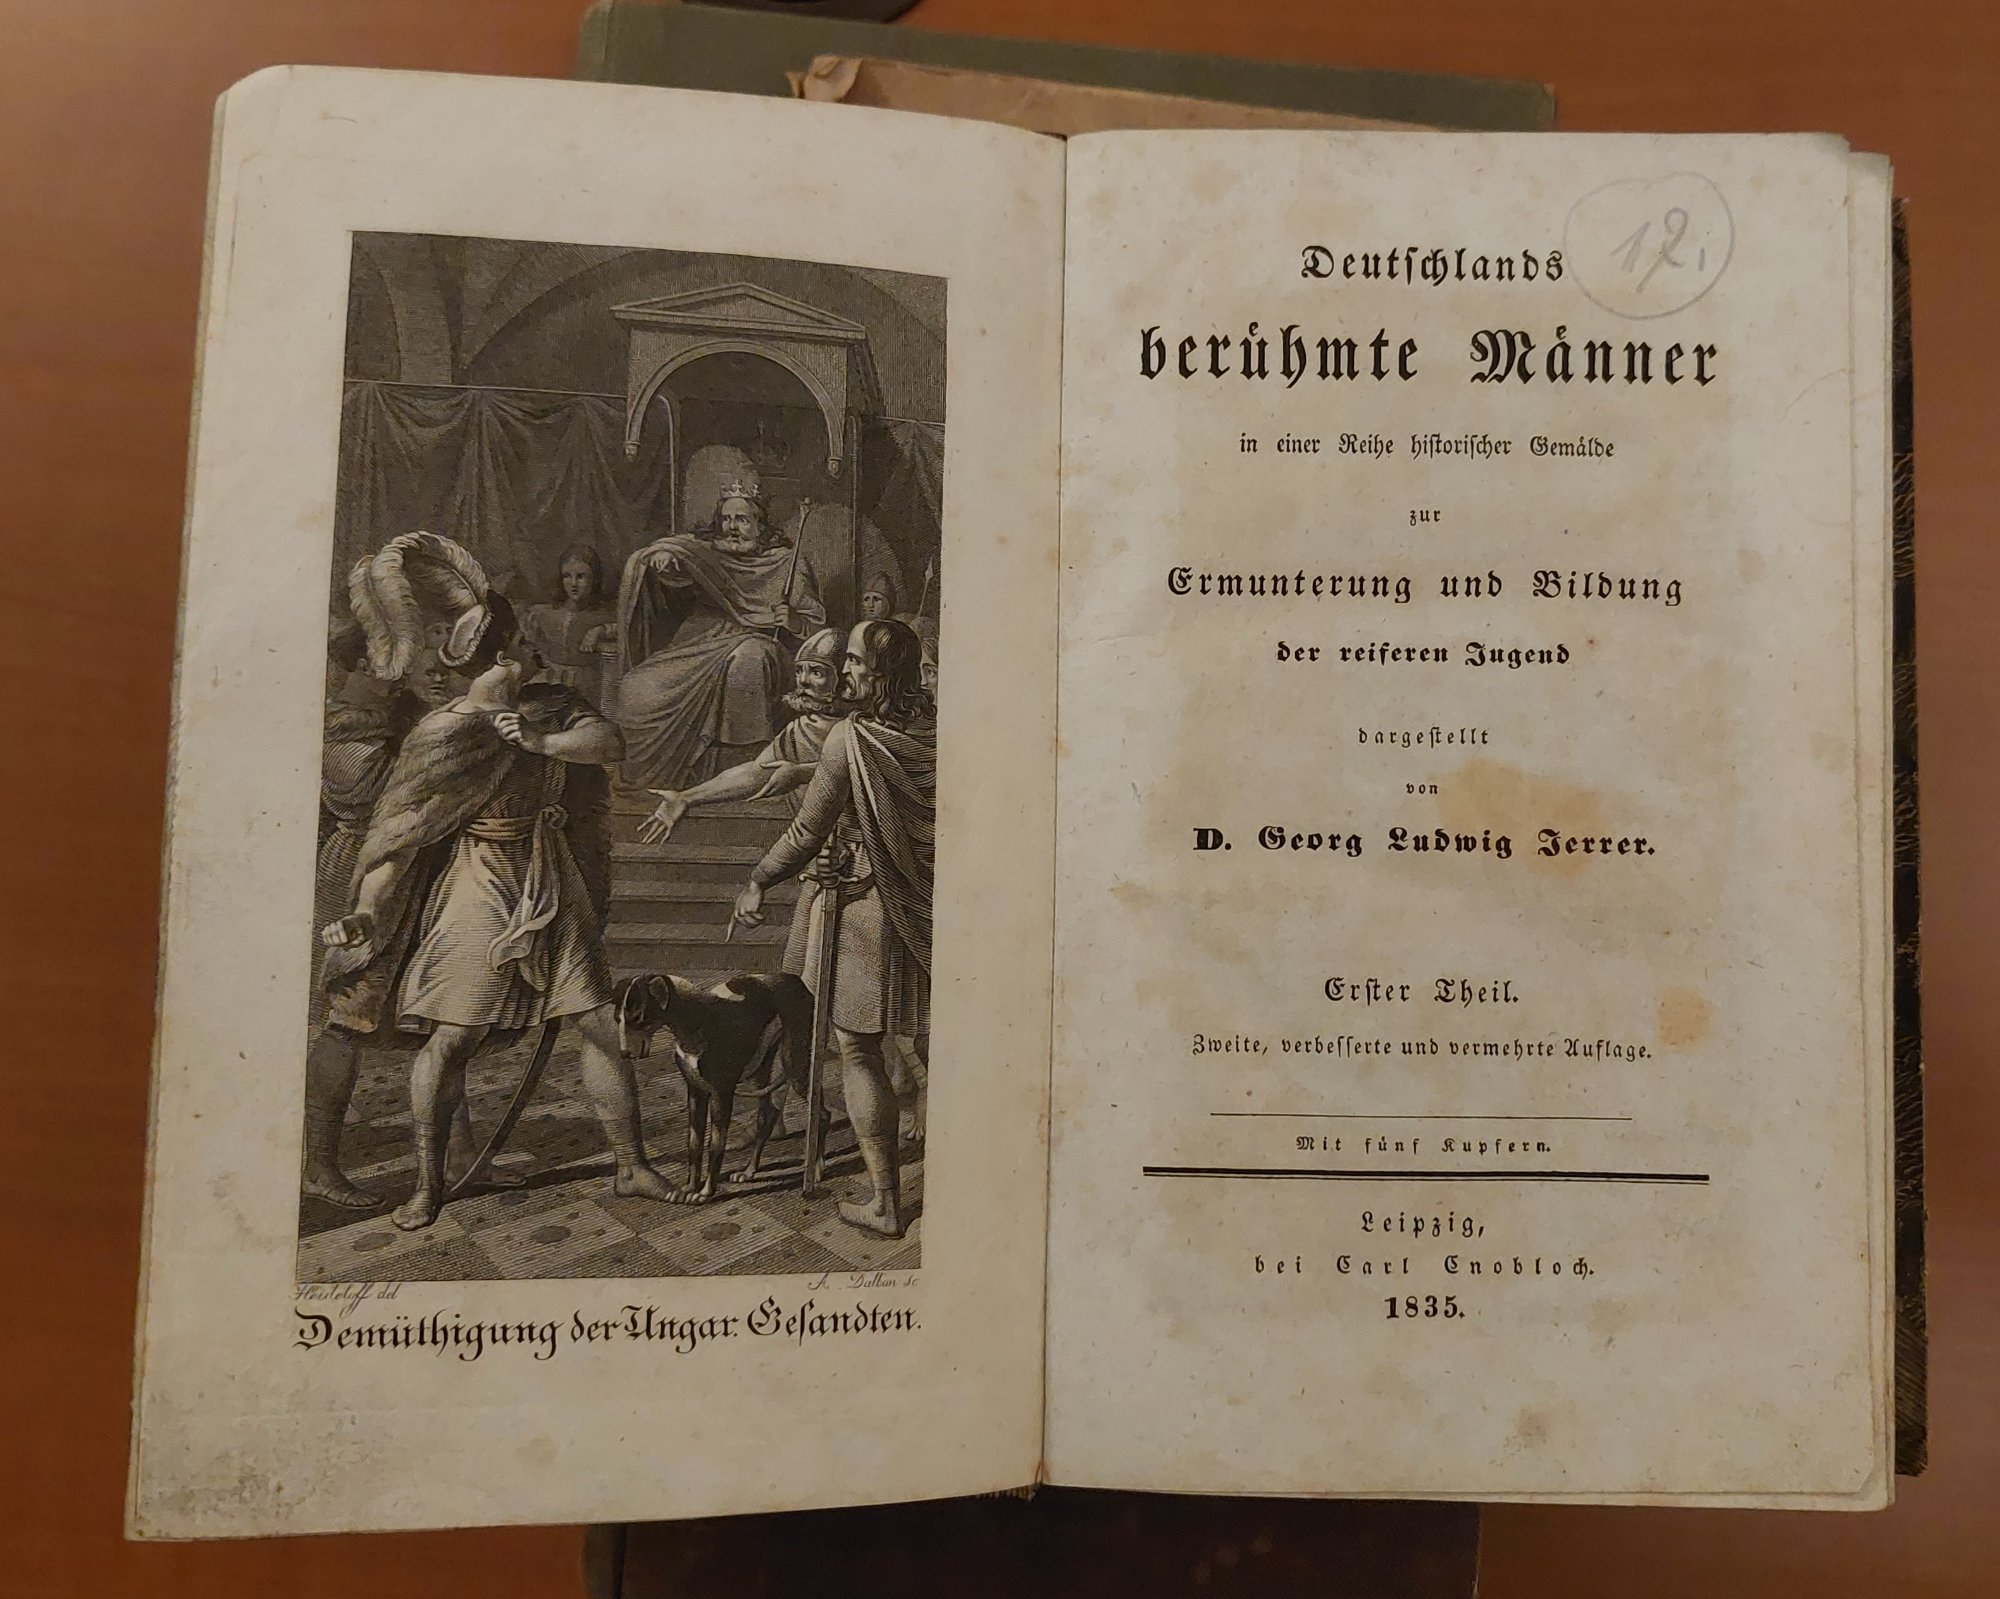 Heideloff del
A. Dalbon sc
Demüthigung der Ungar. Gesandten.
12.
Deutſchlands
berühmte Männer
in einer Reihe hiſtoriſcher Gemälde
zur
Ermunterung und Bildung
der reiferen Jugend
dargeſtellt
von
D. Georg Ludwig Jerrer.
Erſter Theil.
Zweite, verbeſſerte und vermehrte Auflage.
Mit fünf Kupfern.
Leipzig,
bei Carl Cnobloch.
1835.